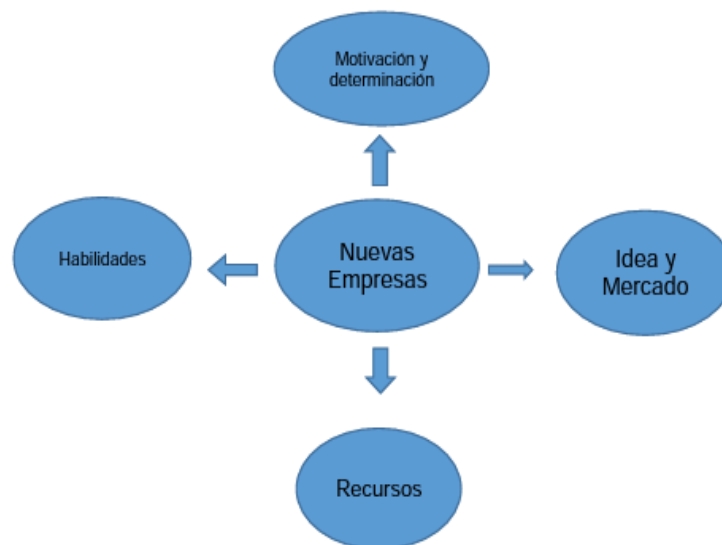 Motivación y
determinación
Habilidades
Nuevas
Empresas
Idea y
Mercado
Recursos